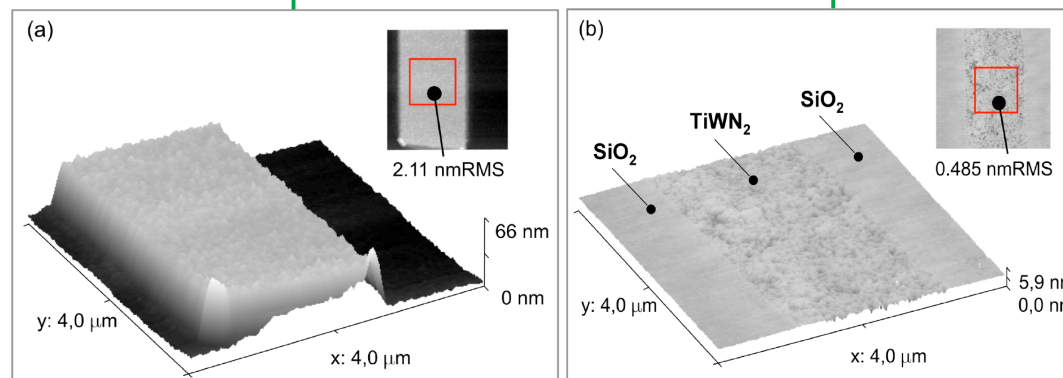 (a)
2.11 nmRMS
66 nm
0 nm
y: 4,0 μm
x: 4,0 μm
(b)
SiO₂
TiWN₂
SiO₂
0.485 nmRMS
5,9 nm
0,0 nm
y: 4,0 μm
x: 4,0 μm